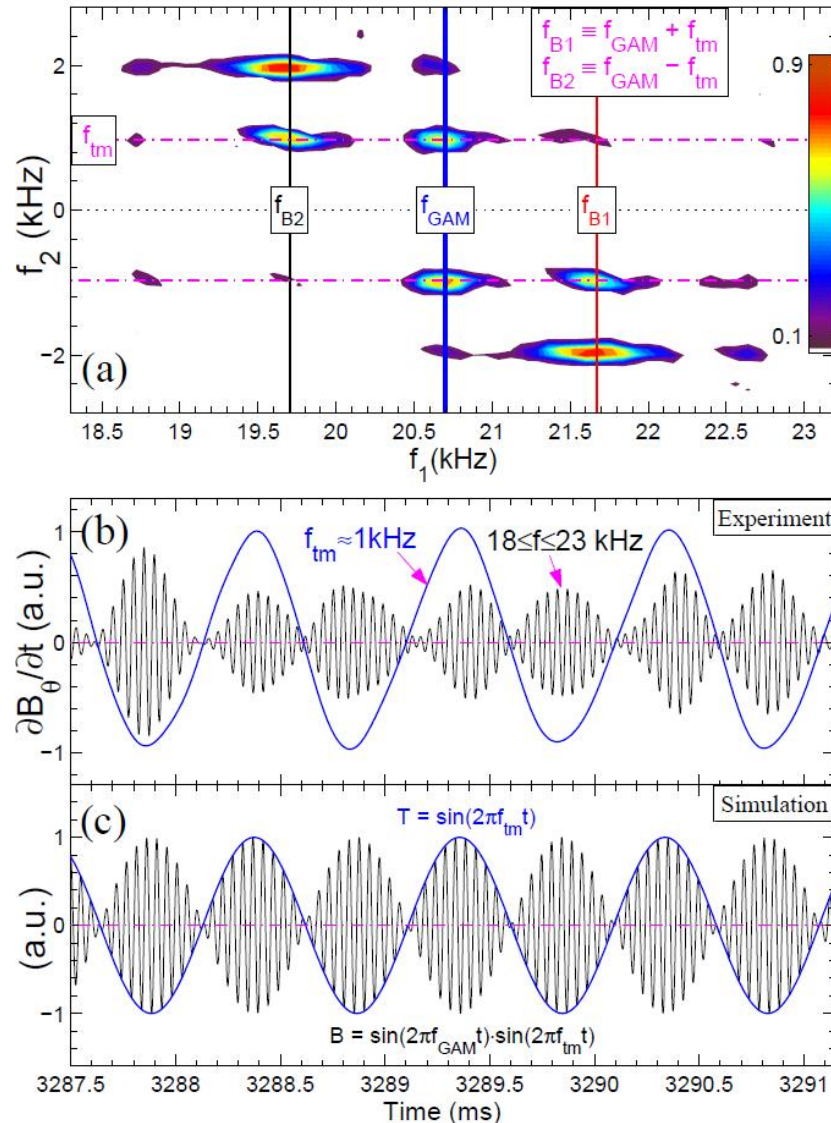 f_B1 ≡ f_GAM + f_tm
f_B2 ≡ f_GAM − f_tm
0.9
2
f_tm
0
f_B2
f_GAM
f_B1
f_2 (kHz)
−2
0.1
(a)
18.5 19 19.5 20 20.5 21 21.5 22 22.5 23
f_1(kHz)
(b)
Experiment
f_tm≈1kHz
18≤f≤23 kHz
1
0
−1
∂B_θ/∂t (a.u.)
(c)
Simulation
T = sin(2πf_tm t)
1
0
−1
(a.u.)
B = sin(2πf_GAM t)·sin(2πf_tm t)
3287.5 3288 3288.5 3289 3289.5 3290 3290.5 3291
Time (ms)